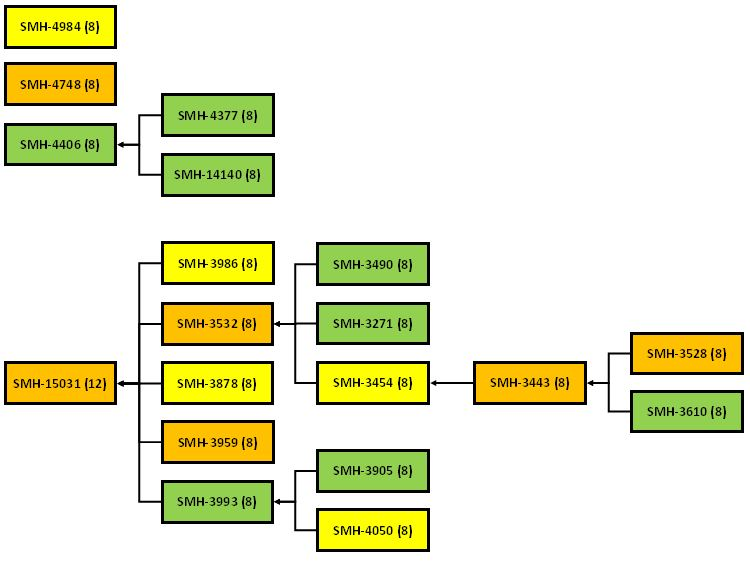 SMH-4984 (8)
SMH-4748 (8)
SMH-4406 (8)
SMH-4377 (8)
SMH-14140 (8)
SMH-15031 (12)
SMH-3986 (8)
SMH-3532 (8)
SMH-3878 (8)
SMH-3959 (8)
SMH-3993 (8)
SMH-3490 (8)
SMH-3271 (8)
SMH-3454 (8)
SMH-3905 (8)
SMH-4050 (8)
SMH-3443 (8)
SMH-3528 (8)
SMH-3610 (8)